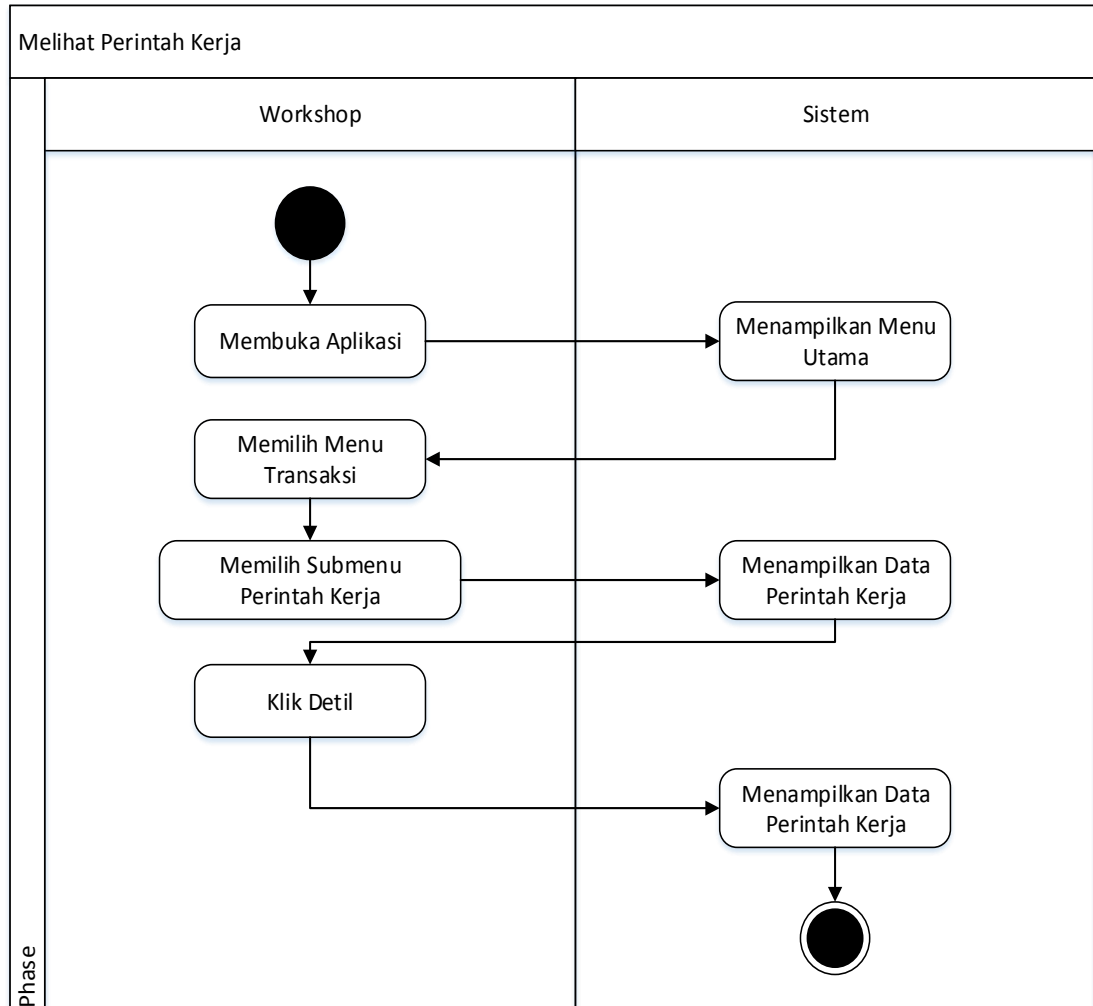 Melihat Perintah Kerja
Workshop
Sistem
Membuka Aplikasi
Menampilkan Menu
Utama
Memilih Menu
Transaksi
Memilih Submenu
Perintah Kerja
Menampilkan Data
Perintah Kerja
Klik Detil
Menampilkan Data
Perintah Kerja
Phase